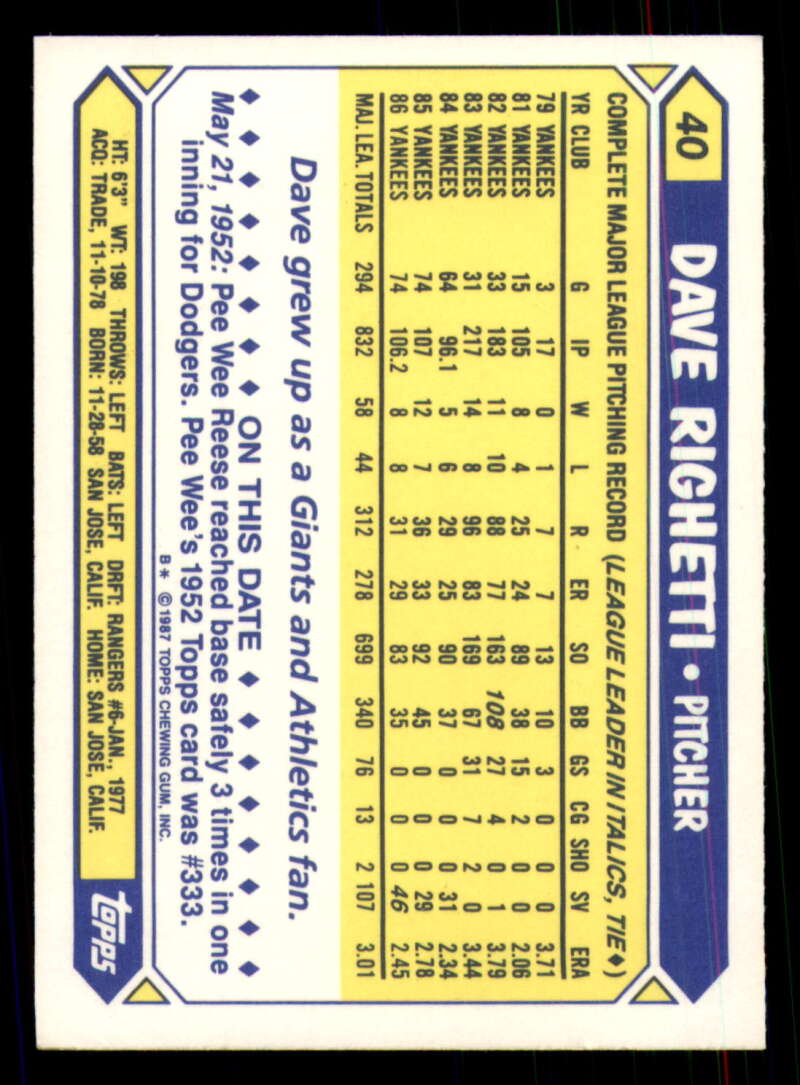 40 DAVE RIGHETTI • PITCHER
COMPLETE MAJOR LEAGUE PITCHING RECORD (LEAGUE LEADER IN ITALICS, TIE♦)
YR CLUB G IP W L R ER SO BB GS CG SHO SV ERA
79 YANKEES 3 17 0 1 7 7 13 10 3 0 0 0 3.71
81 YANKEES 15 105 8 4 25 24 89 38 15 2 0 0 2.06
82 YANKEES 33 183 11 10 88 77 163 108 27 4 0 1 3.79
83 YANKEES 31 217 14 8 96 83 169 67 31 7 2 0 3.44
84 YANKEES 64 96.1 5 6 29 25 90 37 0 0 0 31 2.34
85 YANKEES 74 107 12 7 36 33 92 45 0 0 0 29 2.78
86 YANKEES 74 106.2 8 8 31 29 83 35 0 0 0 46 2.45
MAJ. LEA. TOTALS 294 832 58 44 312 278 699 340 76 13 2 107 3.01
Dave grew up as a Giants and Athletics fan.
♦ ♦ ♦ ♦ ♦ ♦ ♦ ♦ ON THIS DATE ♦ ♦ ♦ ♦ ♦ ♦ ♦ ♦
May 21, 1952: Pee Wee Reese reached base safely 3 times in one
inning for Dodgers. Pee Wee's 1952 Topps card was #333.
B* ©1987 TOPPS CHEWING GUM, INC.
HT: 6'3" WT: 198 THROWS: LEFT BATS: LEFT DRFT: RANGERS #6-JAN., 1977
ACQ: TRADE, 11-10-78 BORN: 11-28-58 SAN JOSE, CALIF. HOME: SAN JOSE, CALIF.
topps